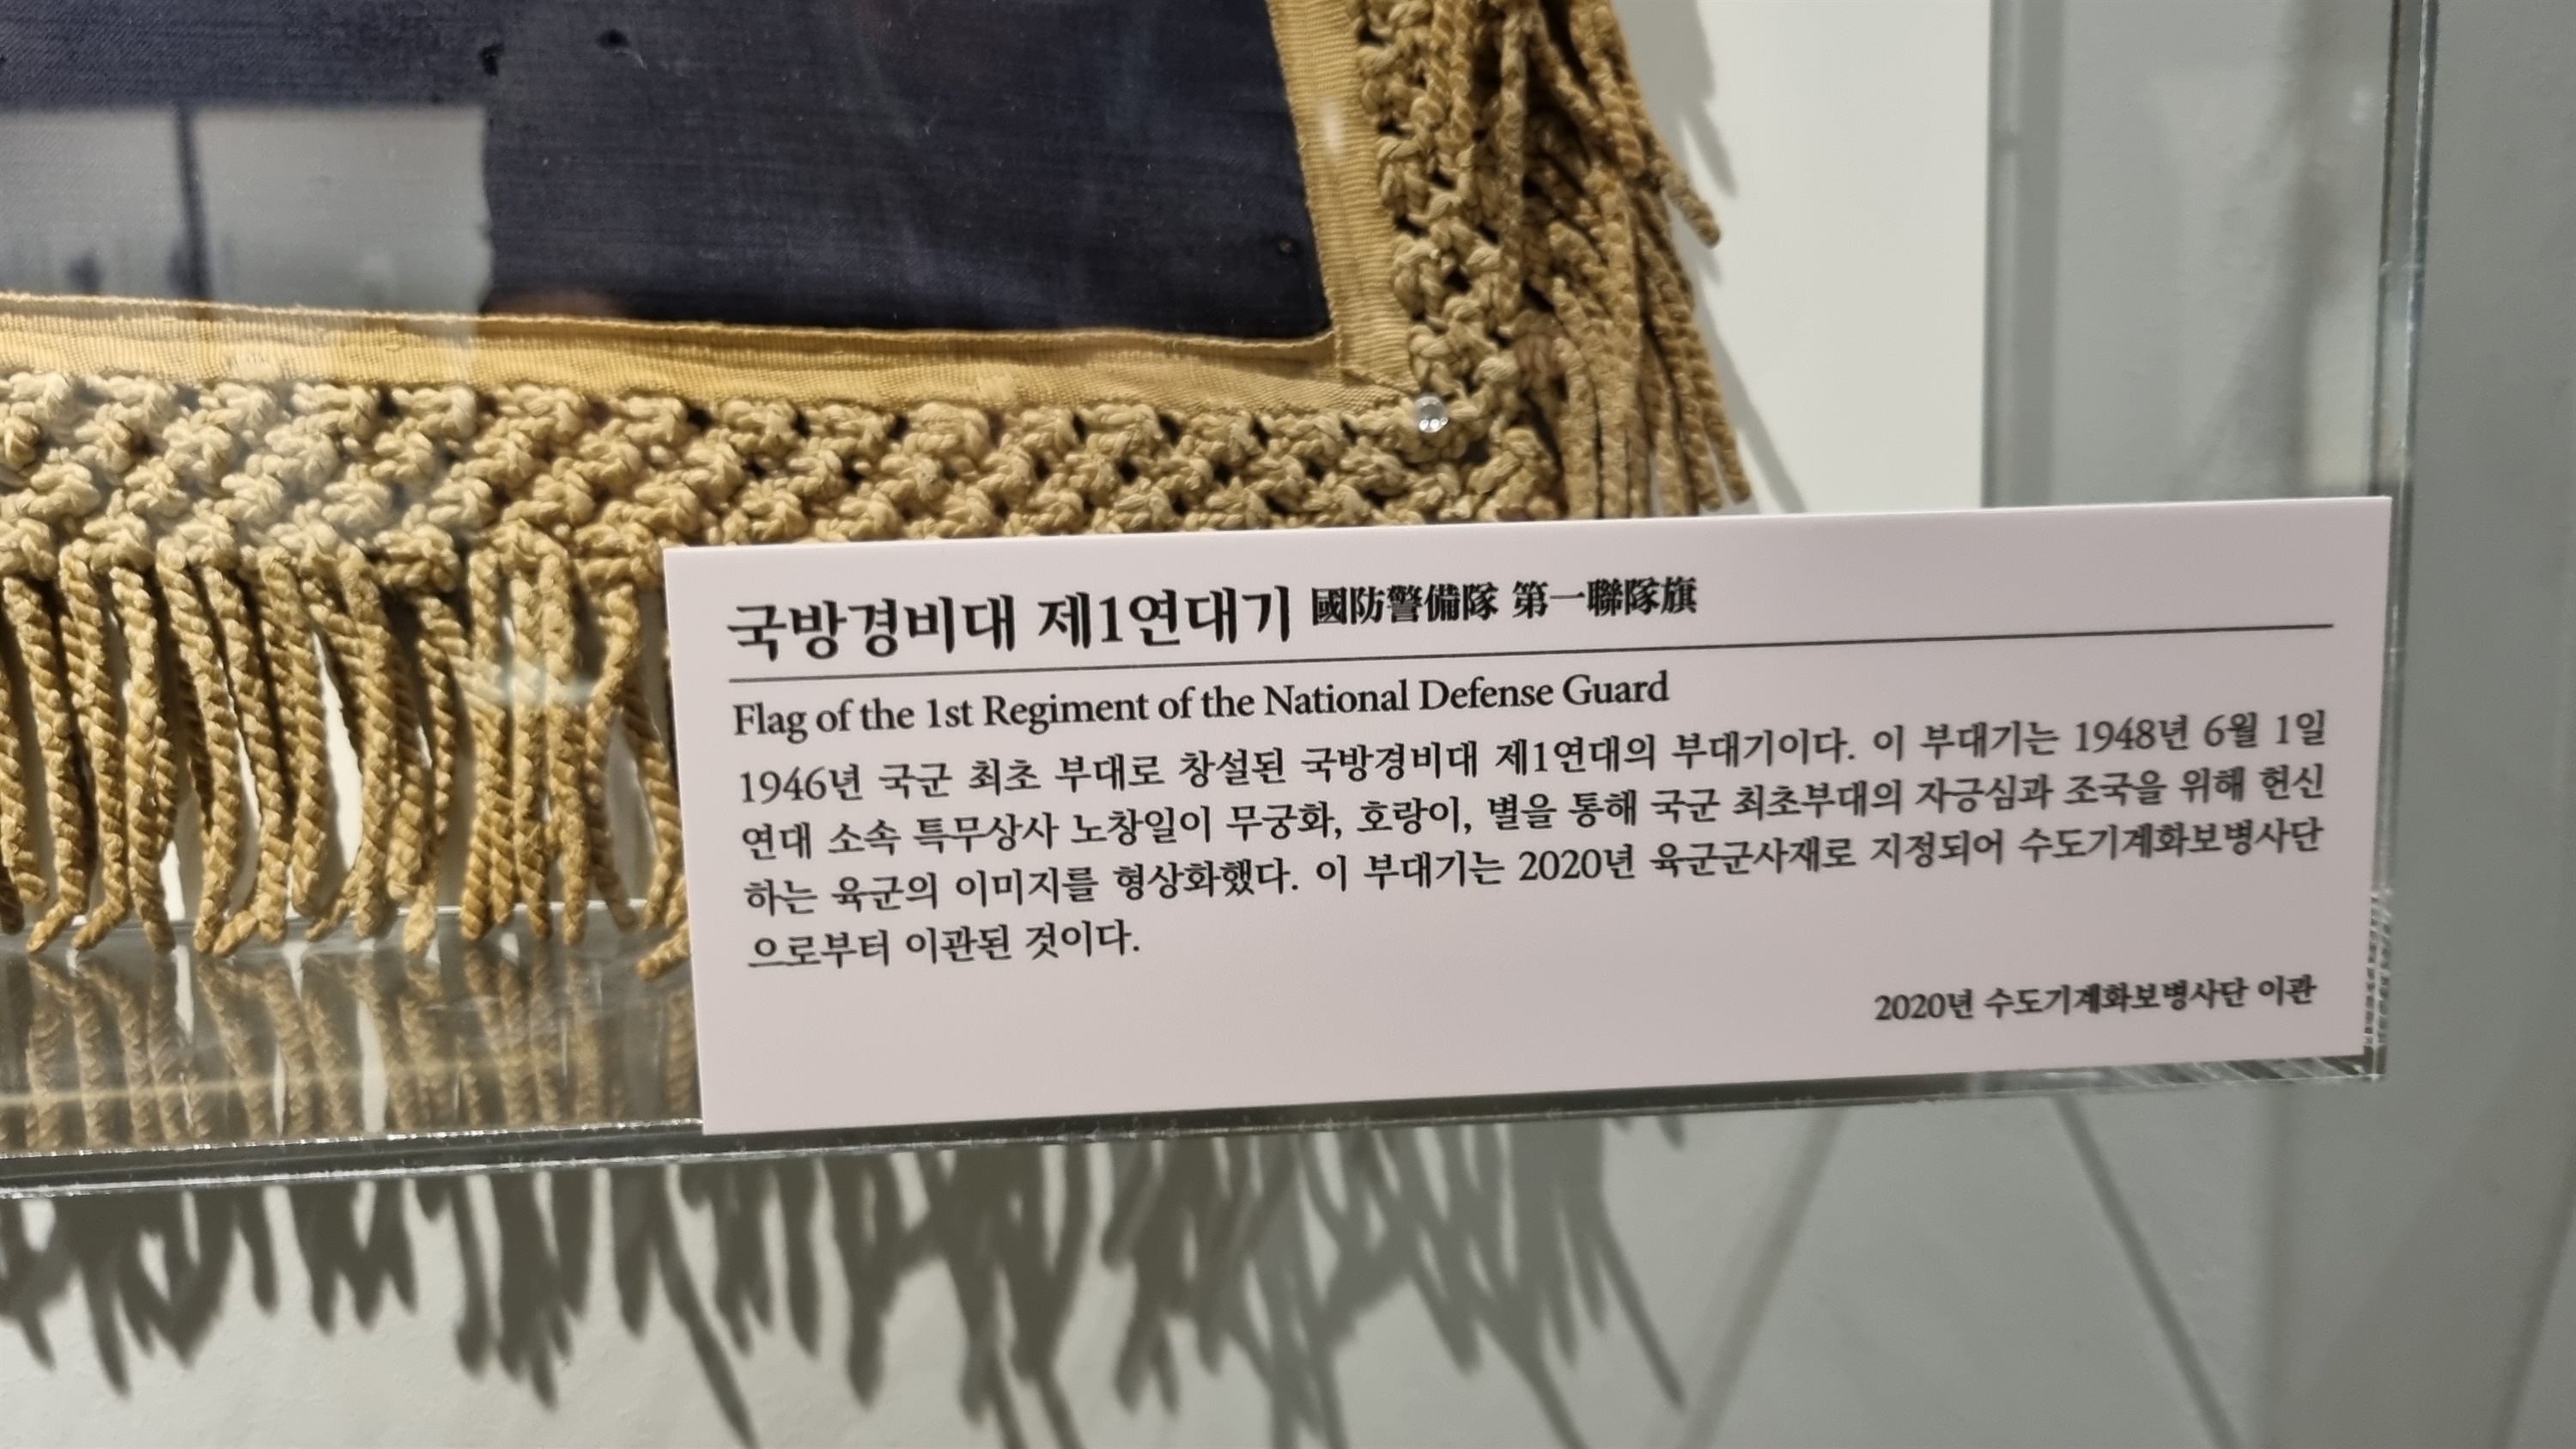 국방경비대 제1연대기 國防警備隊 第一聯隊旗
Flag of the 1st Regiment of the National Defense Guard
1946년 국군 최초 부대로 창설된 국방경비대 제1연대의 부대기이다. 이 부대기는 1948년 6월 1일
연대 소속 특무상사 노창일이 무궁화, 호랑이, 별을 통해 국군 최초부대의 자긍심과 조국을 위해 헌신
하는 육군의 이미지를 형상화했다. 이 부대기는 2020년 육군군사재로 지정되어 수도기계화보병사단
으로부터 이관된 것이다.
2020년 수도기계화보병사단 이관